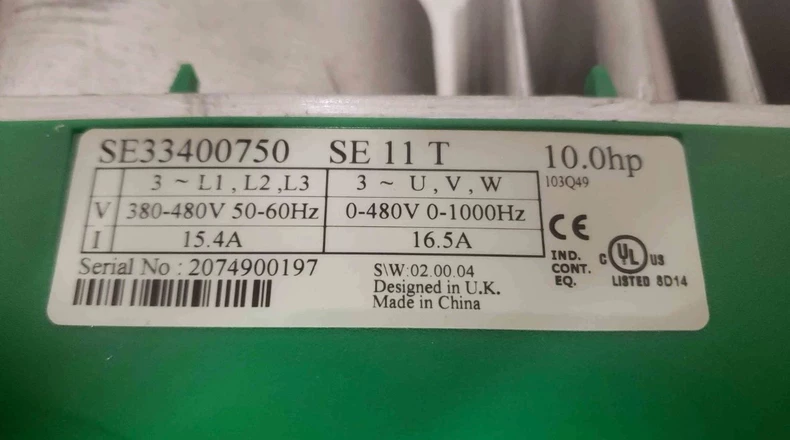 SE33400750 SE 11 T 10.0hp
103Q49
3 ~ L1 , L2 ,L3 3 ~ U , V , W
V 380-480V 50-60Hz 0-480V 0-1000Hz
I 15.4A 16.5A
CE
IND.
CONT.
EQ.
C UL US
LISTED 8D14
Serial No : 2074900197
S\W:02.00.04
Designed in U.K.
Made in China